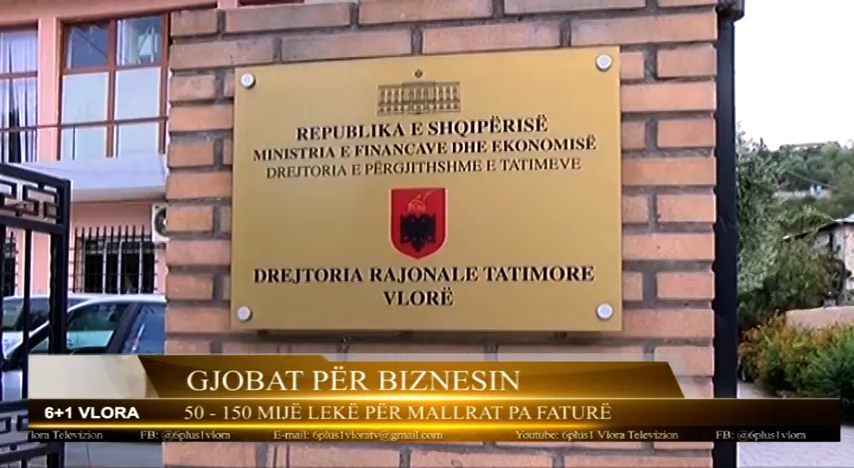 REPUBLIKA E SHQIPËRISË
MINISTRIA E FINANCAVE DHE EKONOMISË
DREJTORIA E PËRGJITHSHME E TATIMEVE
DREJTORIA RAJONALE TATIMORE
VLORË
GJOBAT PËR BIZNESIN
6+1 VLORA
50 - 150 MIJË LEKË PËR MALLRAT PA FATURË
lora Televizion FB: @6plus1vlora E-mail: 6plus1vloratv@gmail.com Youtube: 6plus1 Vlora Televizion FB: @6plus1vlora